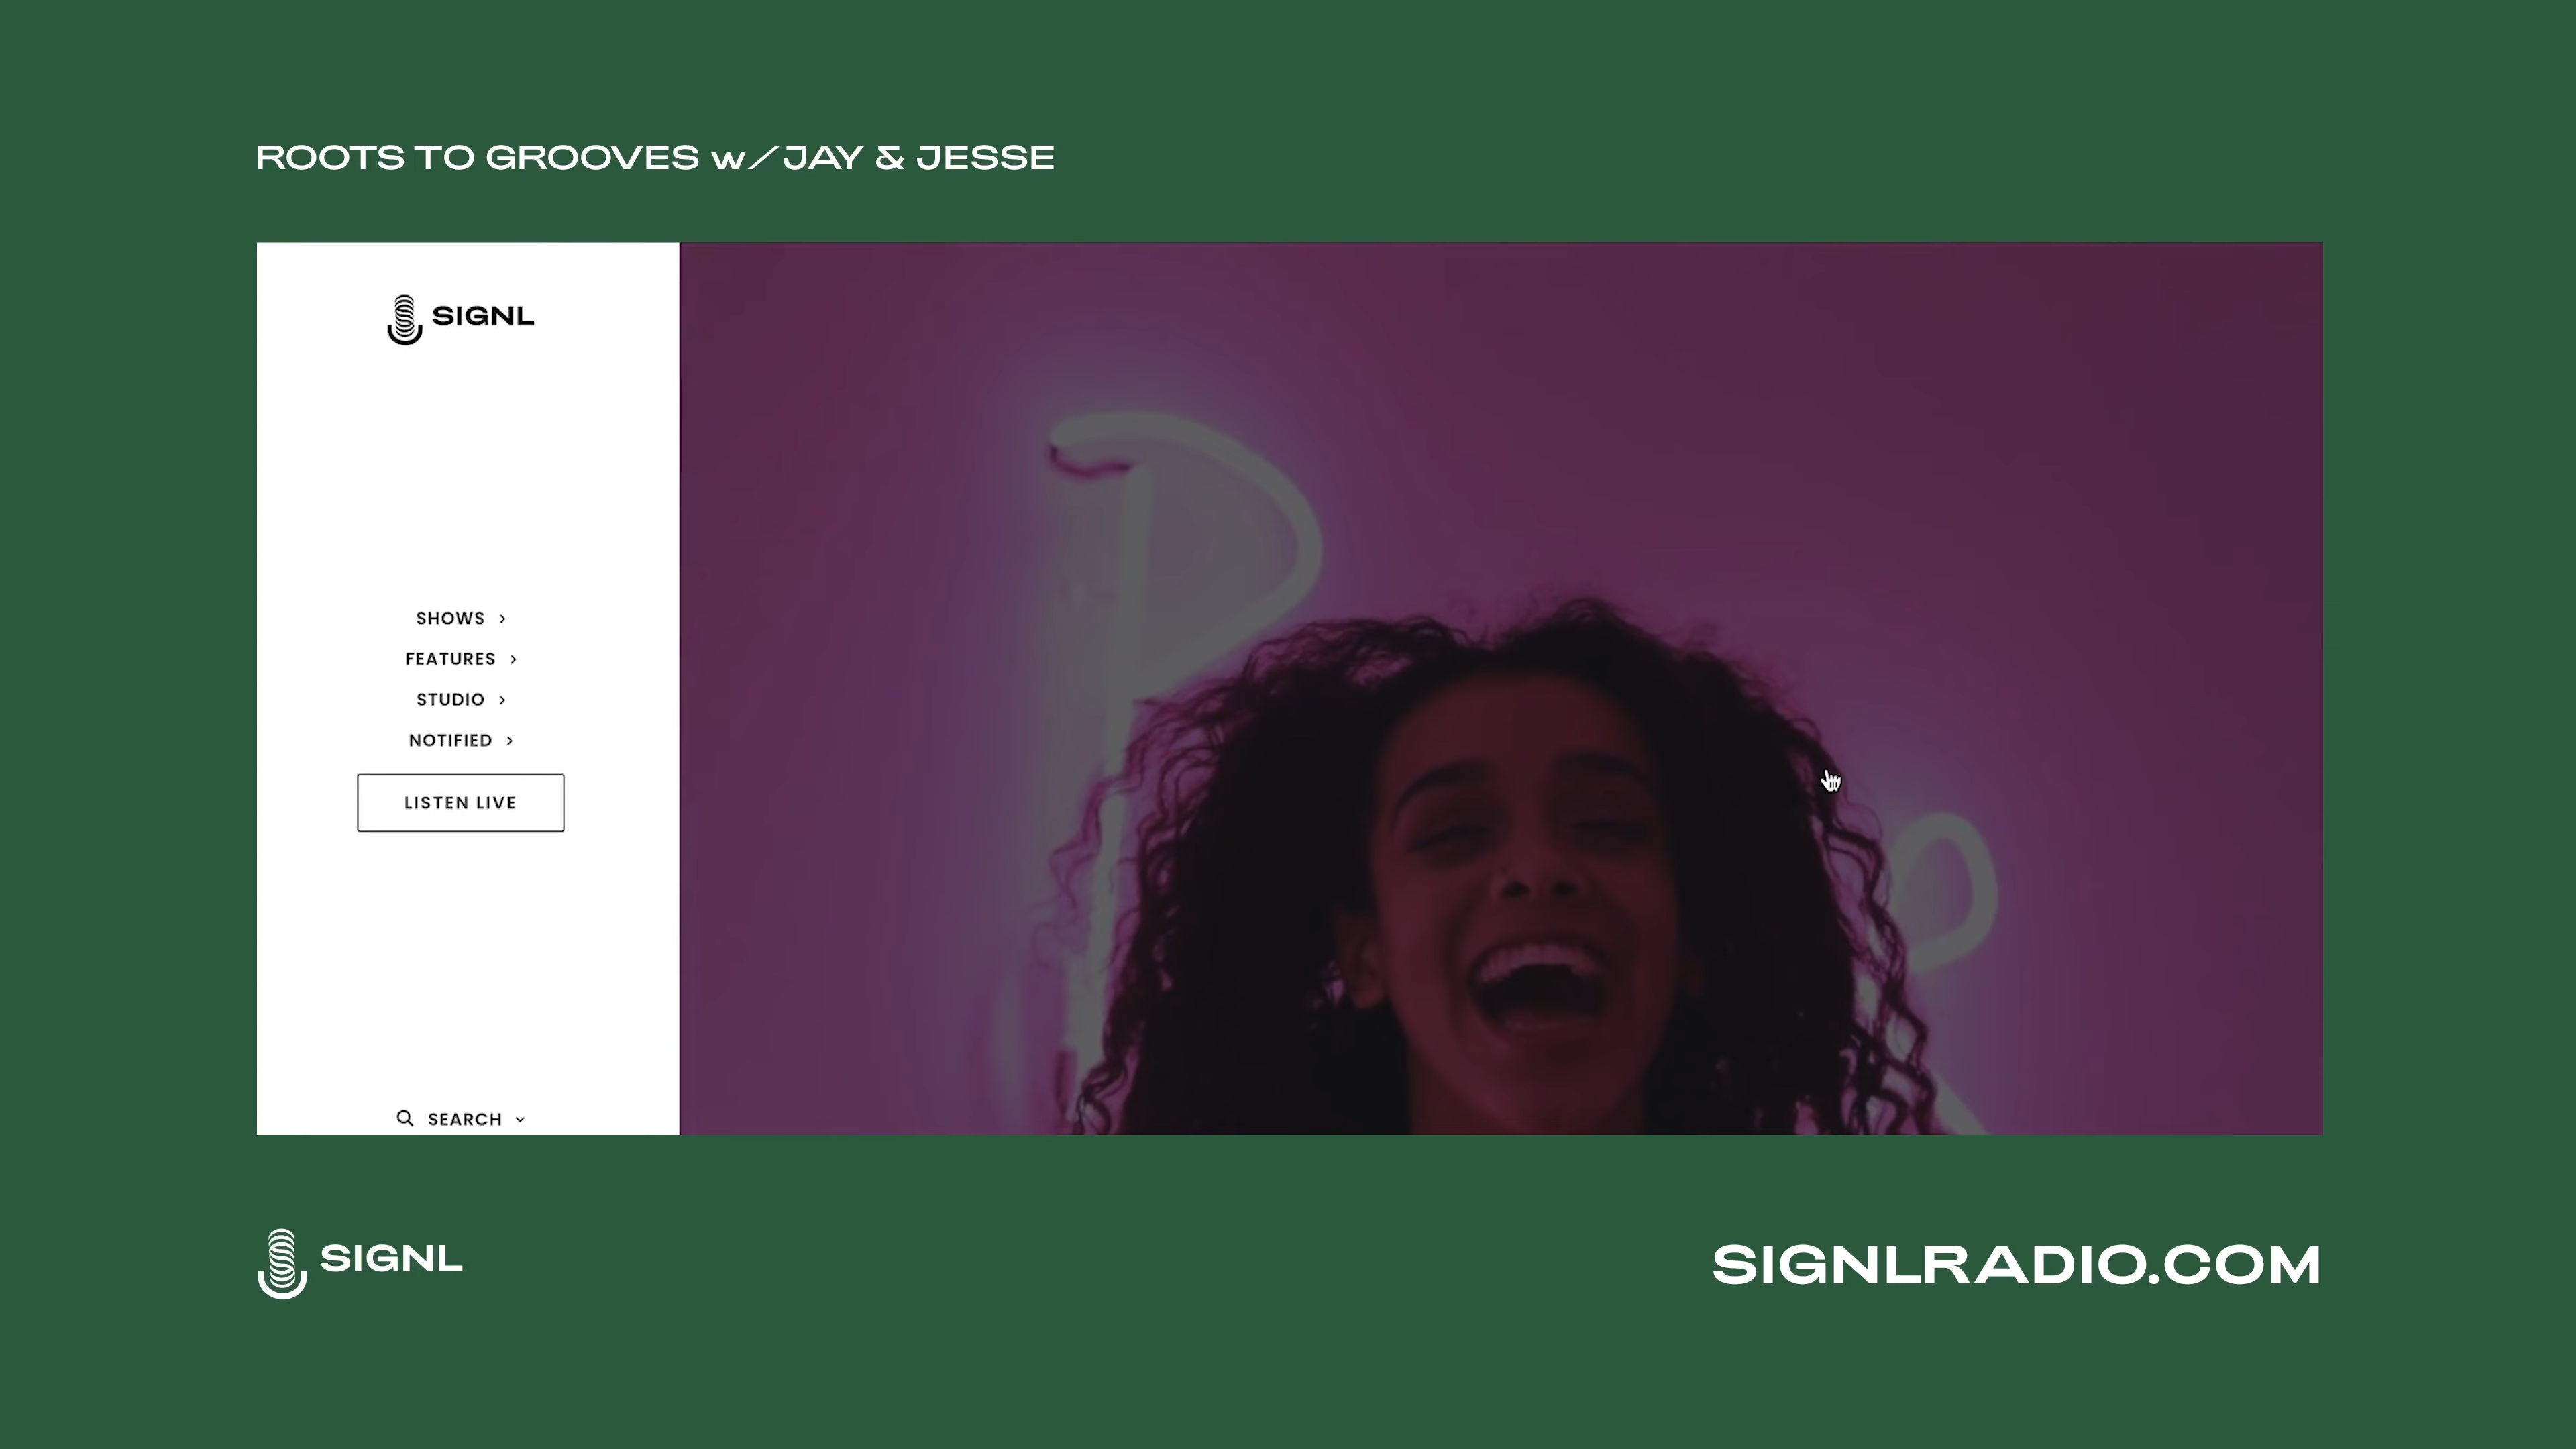 ROOTS TO GROOVES w/JAY & JESSE
SIGNL
SHOWS
FEATURES
STUDIO
NOTIFIED
LISTEN LIVE
SEARCH
SIGNL
SIGNLRADIO.COM